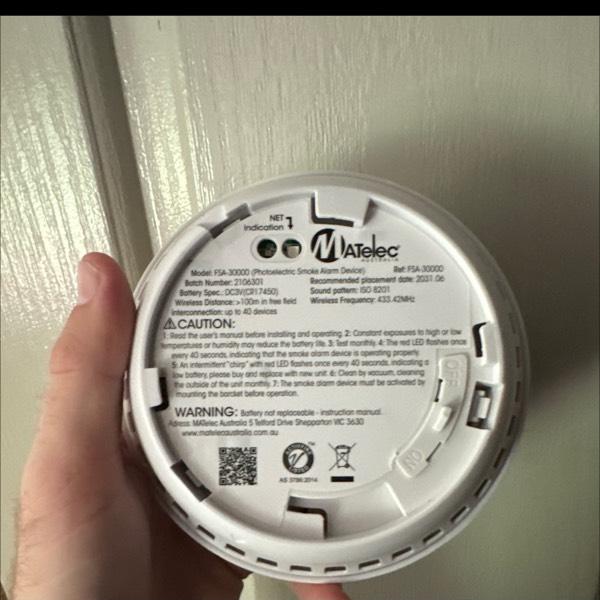 NET
Indication
MATelec
AUSTRALIA
Model: FSA-30000 (Photoelectric Smoke Alarm Device) Ref: FSA-30000
Batch Number: 2106301 Recommended placement date: 2031.06
Battery Spec.: DC3V(CR17450) Sound pattern: ISO 8201
Wireless Distance: >100m in free field Wireless Frequency: 433.42MHz
Interconnection: up to 40 devices
CAUTION:
1: Read the user's manual before installing and operating. 2: Constant exposures to high or low
temperatures or humidity may reduce the battery life. 3: Test monthly. 4: The red LED flashes once
every 40 seconds, indicating that the smoke alarm device is operating properly.
5: An intermittent "chirp" with red LED flashes once every 40 seconds, indicating a
low battery, please buy and replace with new unit. 6: Clean by vacuum, cleaning
the outside of the unit monthly. 7: The smoke alarm device must be activated by
mounting the bracket before operation.
OFF
WARNING: Battery not replaceable - instruction manual.
Adress: MATelec Australia 5 Telford Drive Shepparton VIC 3630
www.matelecaustralia.com.au
ON
TM
AS 3786:2014